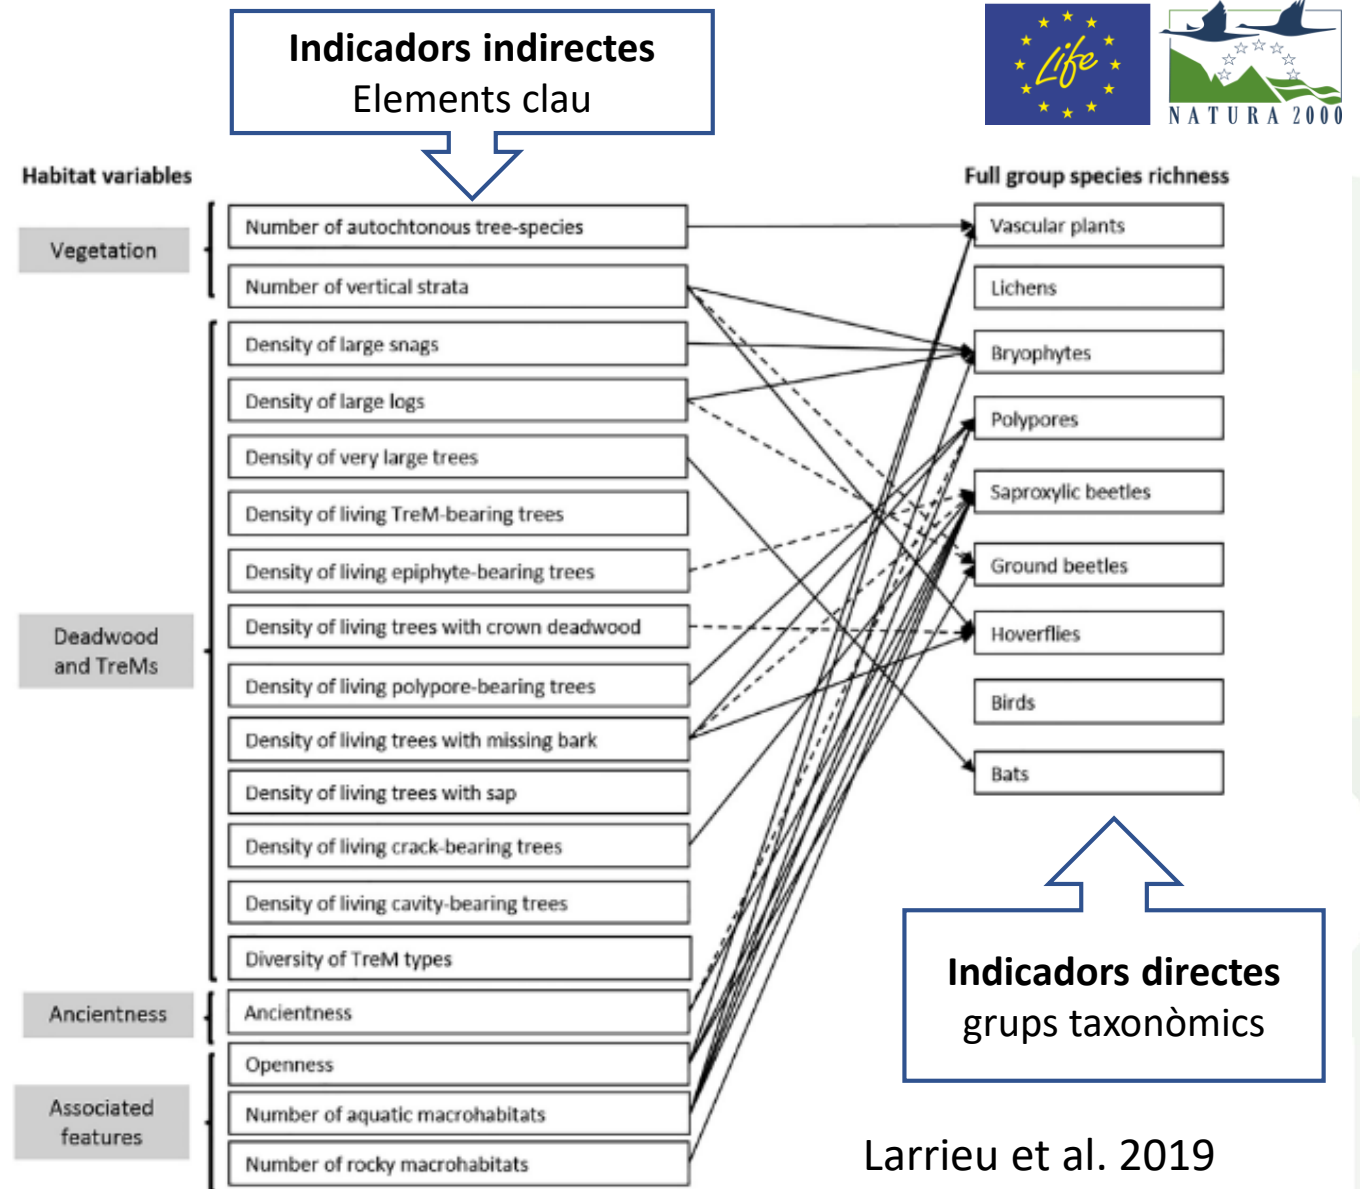 Indicadors indirectes
Elements clau
Life
NATURA 2000
Habitat variables
Full group species richness
Vegetation
Number of autochtonous tree-species
Number of vertical strata
Deadwood
and TreMs
Density of large snags
Density of large logs
Density of very large trees
Density of living TreM-bearing trees
Density of living epiphyte-bearing trees
Density of living trees with crown deadwood
Density of living polypore-bearing trees
Density of living trees with missing bark
Density of living trees with sap
Density of living crack-bearing trees
Density of living cavity-bearing trees
Diversity of TreM types
Ancientness
Ancientness
Associated
features
Openness
Number of aquatic macrohabitats
Number of rocky macrohabitats
Vascular plants
Lichens
Bryophytes
Polypores
Saproxylic beetles
Ground beetles
Hoverflies
Birds
Bats
Indicadors directes
grups taxonòmics
Larrieu et al. 2019